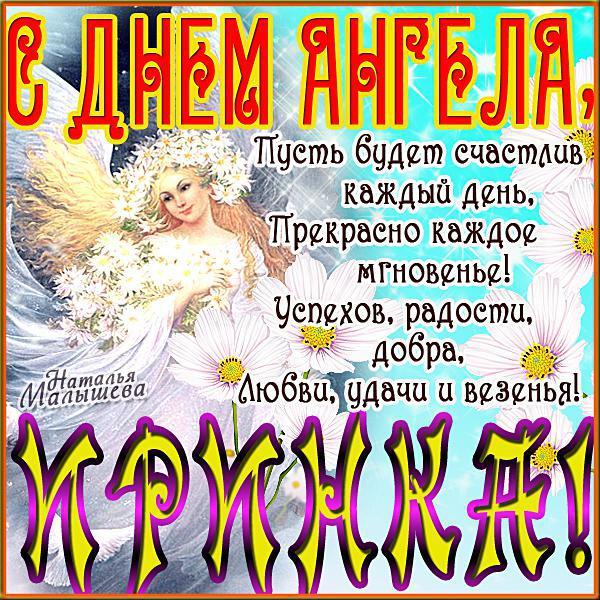 С ДНЕМ АНГЕЛА,
Пусть будет счастлив
каждый день,
Прекрасно каждое
мгновенье!
Успехов, радости,
добра,
Любви, удачи и везенья!
Наталья
Малышева
ИРИНКА!